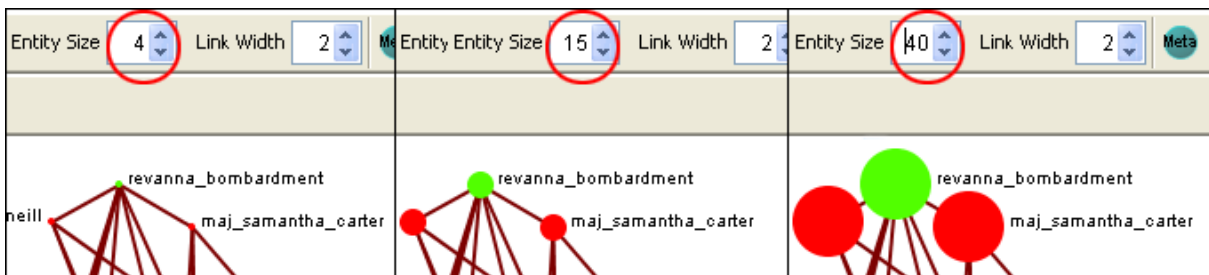 Entity Size 4 Link Width 2 Me
Entity Entity Size 15 Link Width 2
Entity Size 40 Link Width 2 Meta
revanna_bombardment
neill
maj_samantha_carter
revanna_bombardment
maj_samantha_carter
revanna_bombardment
maj_samantha_carter